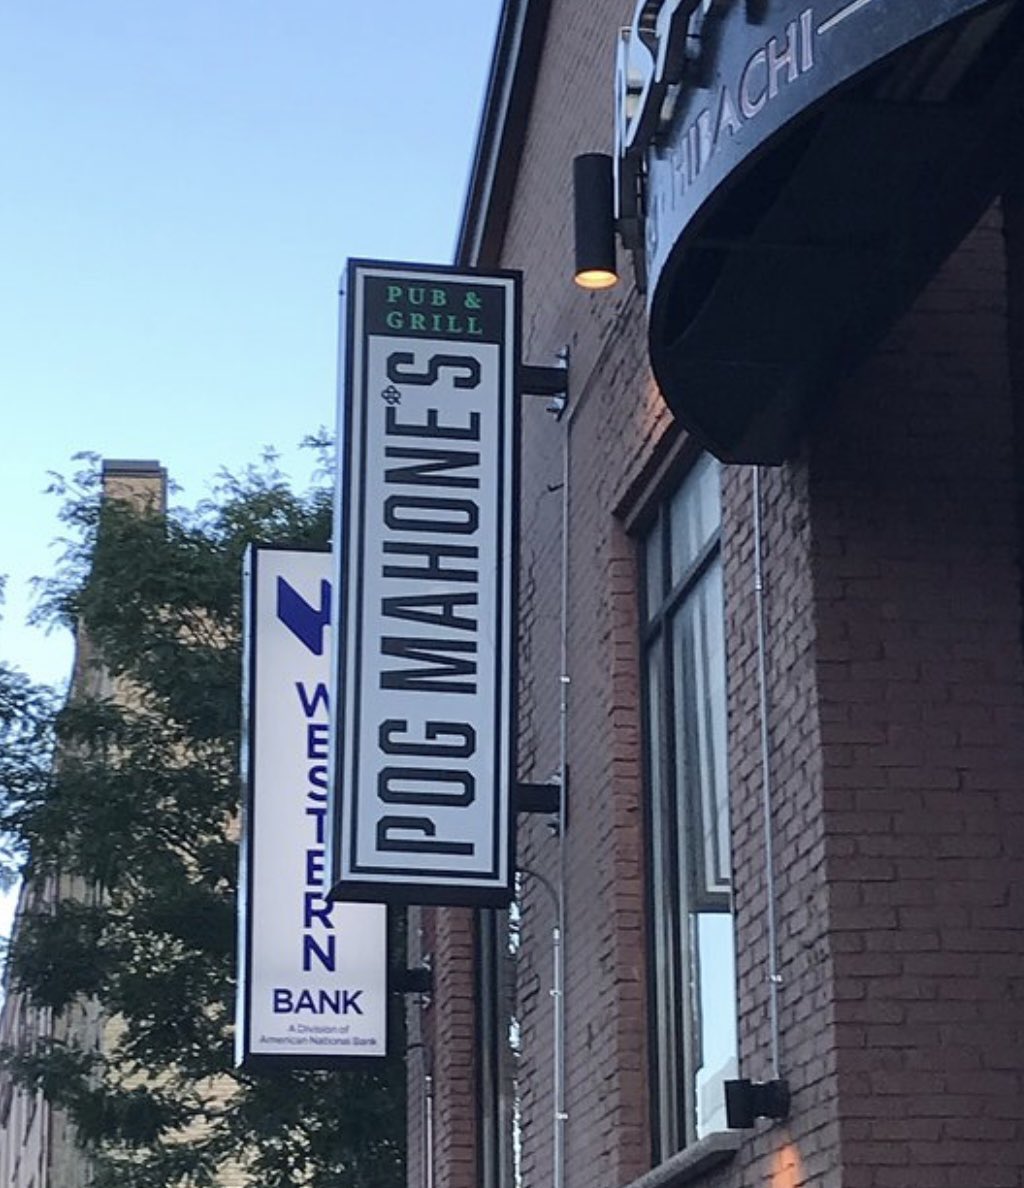 HIBACHI
PUB &
GRILL
POG MAHONE'S
WESTERN
BANK
A Division of
American National Bank